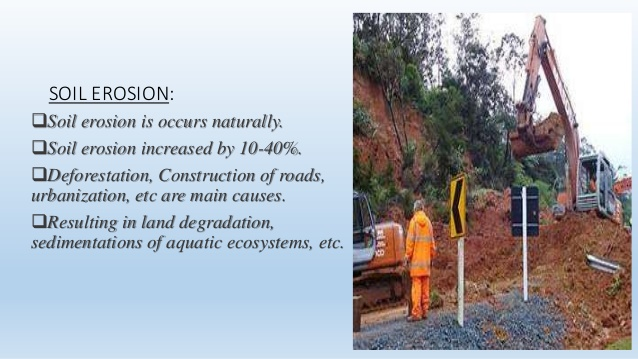 SOIL EROSION:
❑Soil erosion is occurs naturally.
❑Soil erosion increased by 10-40%.
❑Deforestation, Construction of roads,
urbanization, etc are main causes.
❑Resulting in land degradation,
sedimentations of aquatic ecosystems, etc.